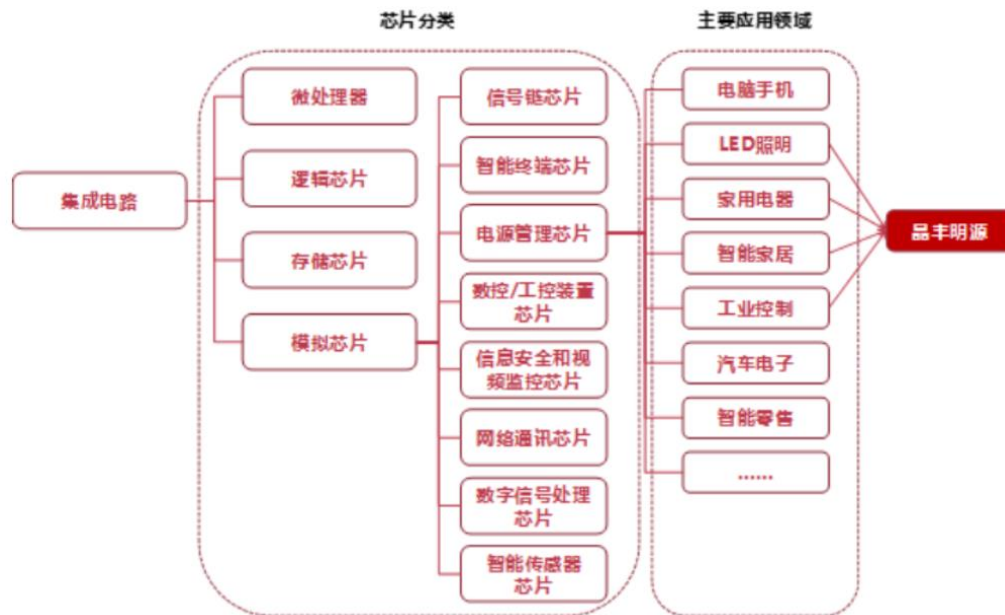 芯片分类
主要应用领域
集成电路
微处理器
逻辑芯片
存储芯片
模拟芯片
信号链芯片
智能终端芯片
电源管理芯片
数控/工控装置
芯片
信息安全和视
频监控芯片
网络通讯芯片
数字信号处理
芯片
智能传感器
芯片
电脑手机
LED照明
家用电器
智能家居
工业控制
汽车电子
智能零售
......
晶丰明源